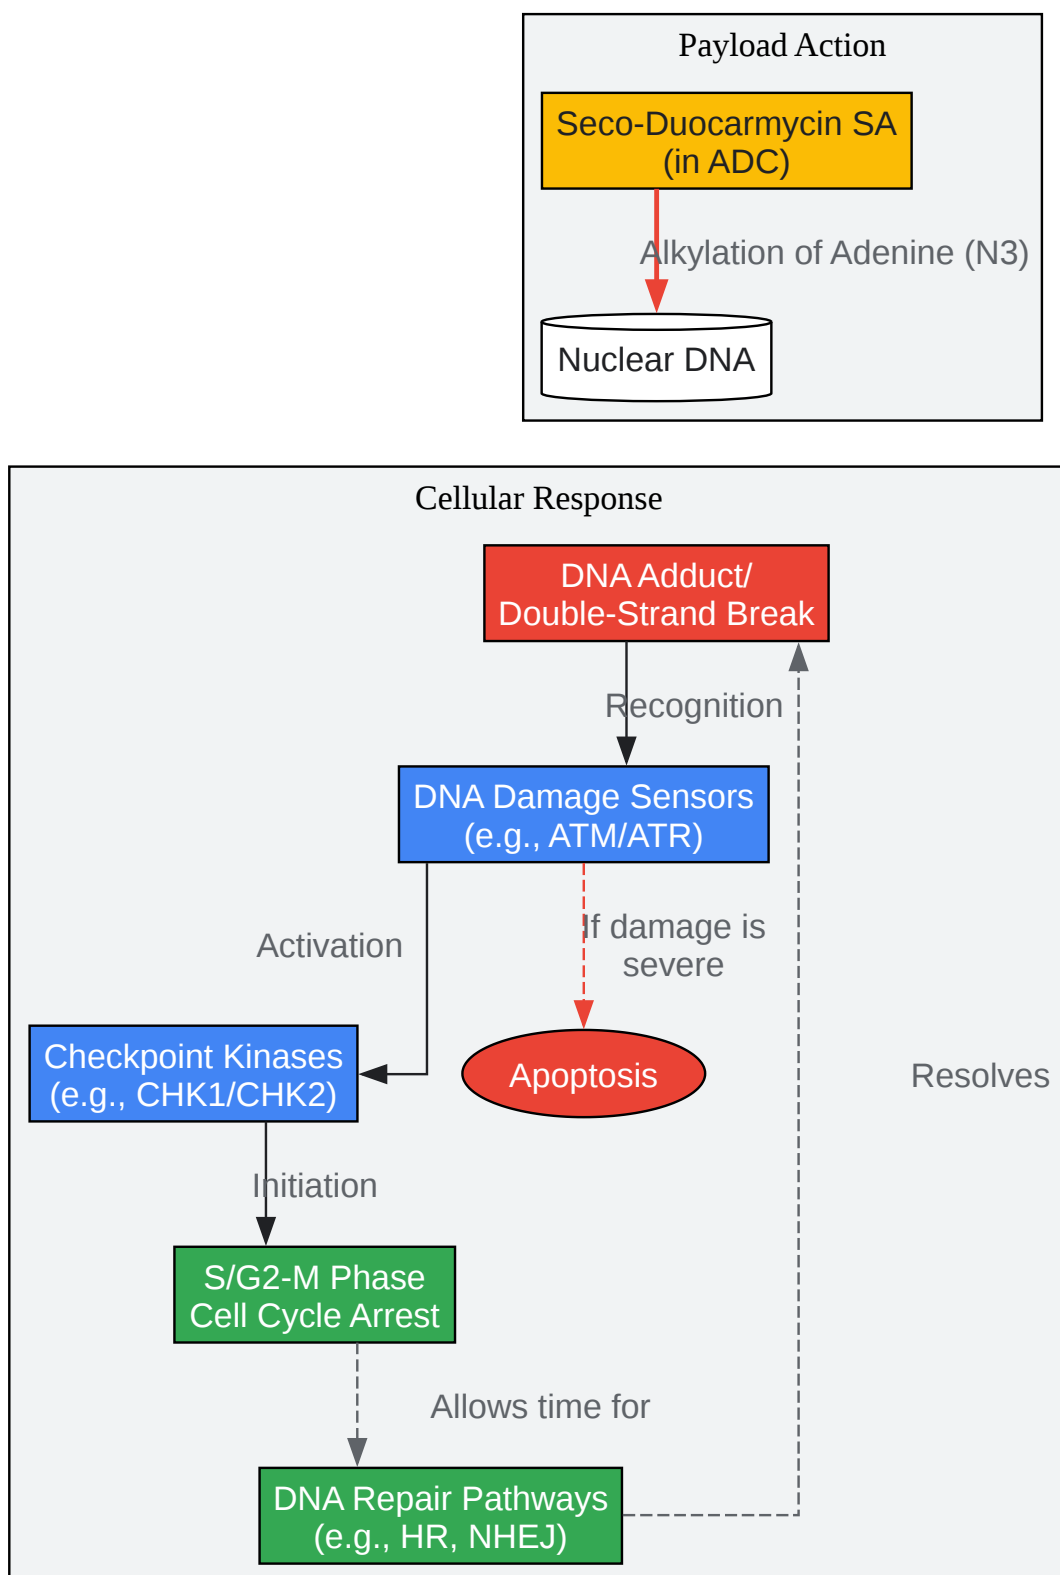 Payload Action
Seco-Duocarmycin SA
(in ADC)
Alkylation of Adenine (N3)
Nuclear DNA
Cellular Response
DNA Adduct/
Double-Strand Break
Recognition
DNA Damage Sensors
(e.g., ATM/ATR)
Activation
If damage is
severe
Checkpoint Kinases
(e.g., CHK1/CHK2)
Apoptosis
Resolves
Initiation
S/G2-M Phase
Cell Cycle Arrest
Allows time for
DNA Repair Pathways
(e.g., HR, NHEJ)